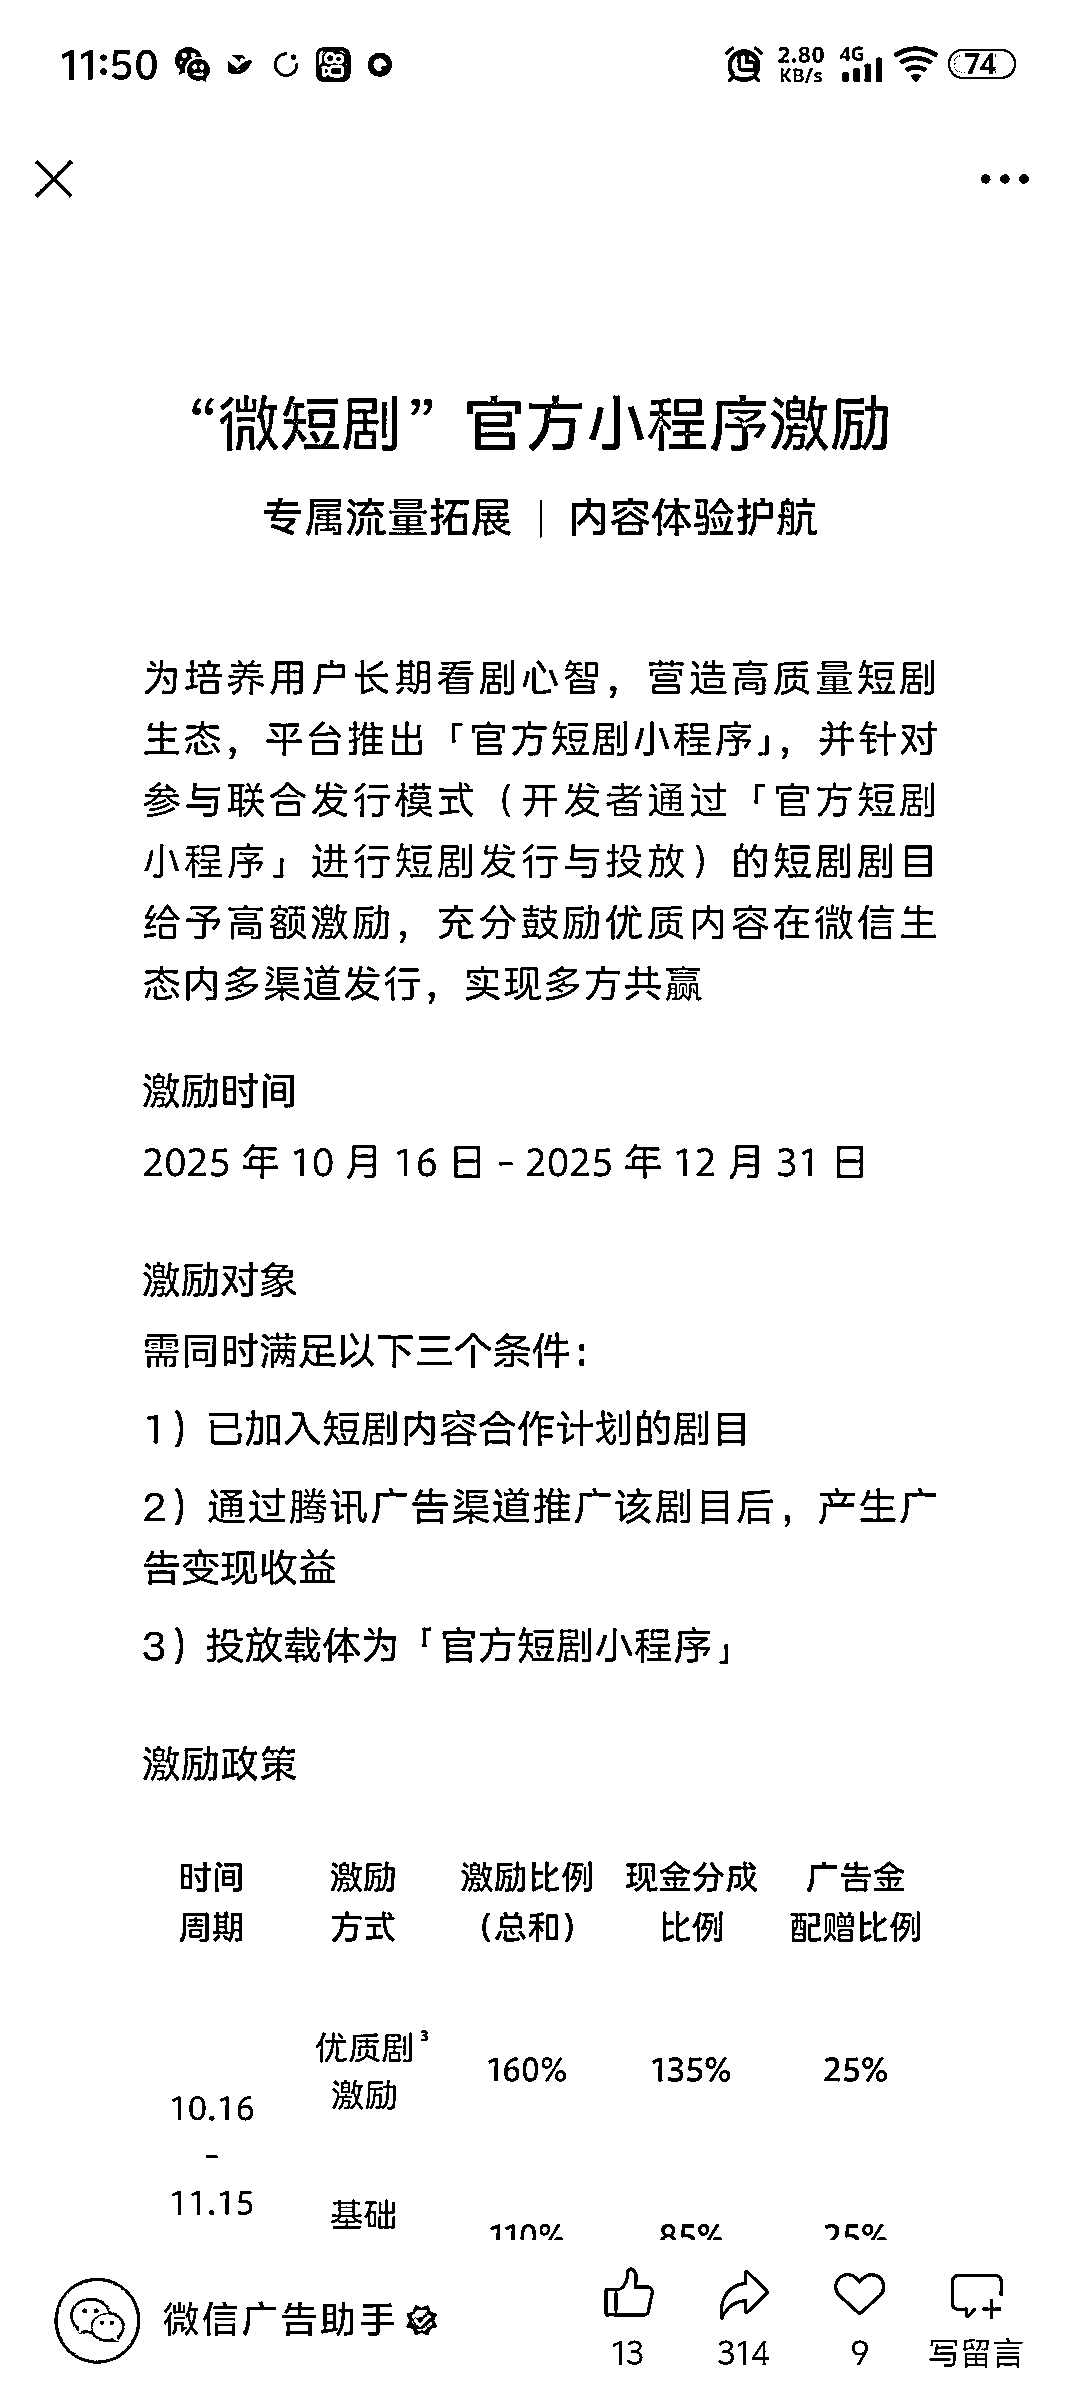 11:50
2.80 KB/s 4G 74
“微短剧”官方小程序激励
专属流量拓展 | 内容体验护航
为培养用户长期看剧心智，营造高质量短剧
生态，平台推出「官方短剧小程序」，并针对
参与联合发行模式（开发者通过「官方短剧
小程序」进行短剧发行与投放）的短剧剧目
给予高额激励，充分鼓励优质内容在微信生
态内多渠道发行，实现多方共赢
激励时间
2025 年 10 月 16 日 - 2025 年 12 月 31 日
激励对象
需同时满足以下三个条件：
1）已加入短剧内容合作计划的剧目
2）通过腾讯广告渠道推广该剧目后，产生广
告变现收益
3）投放载体为「官方短剧小程序」
激励政策
时间 激励 激励比例 现金分成 广告金
周期 方式 （总和） 比例 配赠比例
优质剧³
激励 160% 135% 25%
10.16
-
11.15
基础 110% 85% 25%
微信广告助手
13 314 9 写留言